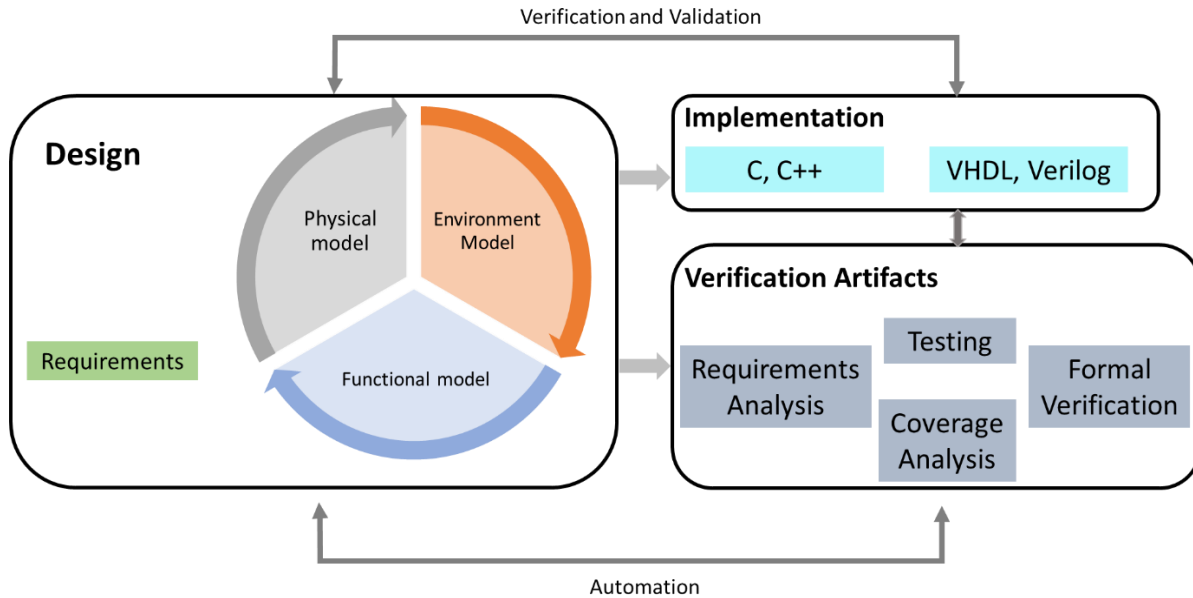 Verification and Validation
Design
Physical
model
Environment
Model
Functional model
Requirements
Implementation
C, C++
VHDL, Verilog
Verification Artifacts
Testing
Requirements
Analysis
Formal
Verification
Coverage
Analysis
Automation